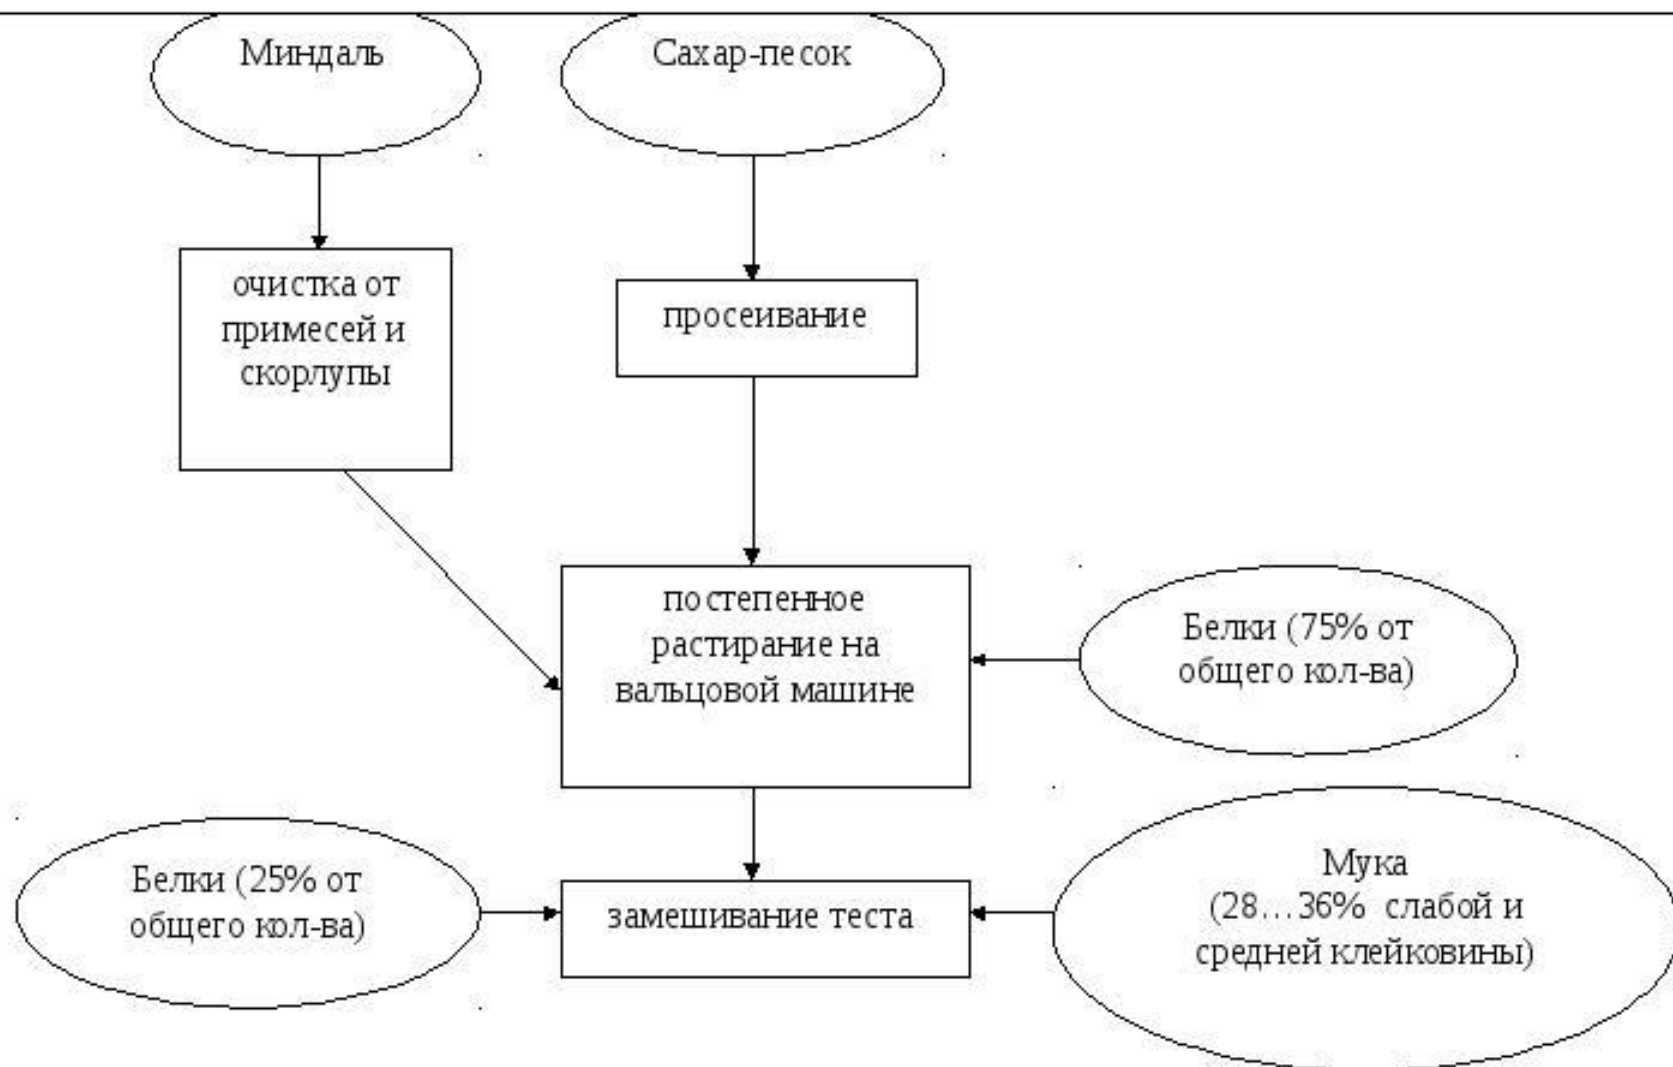 Миндаль
Сахар-песок
очистка от
примесей и
скорлупы
просеивание
постепенное
растирание на
вальцовой машине
Белки (75% от
общего кол-ва)
Белки (25% от
общего кол-ва)
замешивание теста
Мука
(28...36% слабой и
средней клейковины)